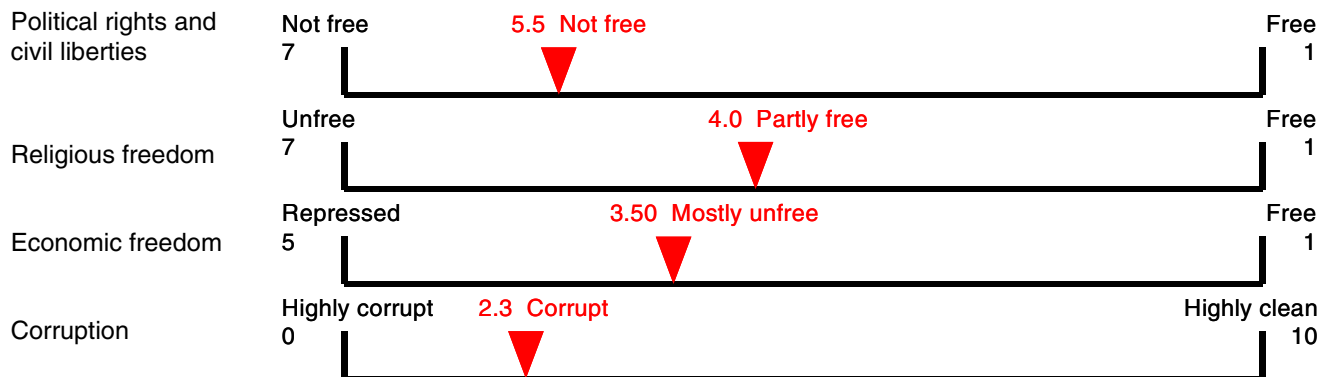 Political rights and
civil liberties
Not free 5.5 Not free Free
7 1
Religious freedom
Unfree 4.0 Partly free Free
7 1
Economic freedom
Repressed 3.50 Mostly unfree Free
5 1
Corruption
Highly corrupt 2.3 Corrupt Highly clean
0 10